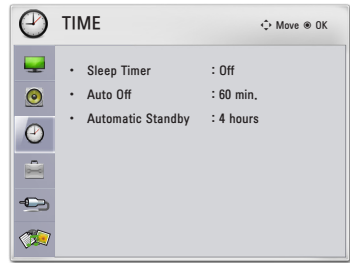 TIME
Move ⊙ OK
• Sleep Timer : Off
• Auto Off : 60 min.
• Automatic Standby : 4 hours